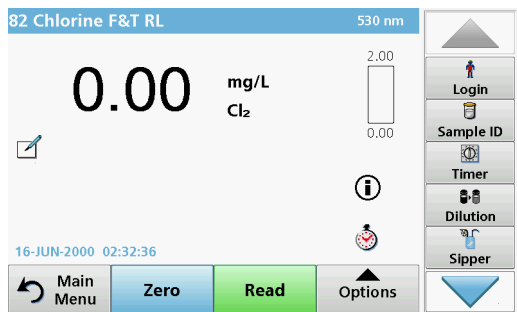 82 Chlorine F&T RL
530 nm
0.00
mg/L
Cl₂
2.00
0.00
16-JUN-2000 02:32:36
Main
Menu
Zero
Read
Options
Login
Sample ID
Timer
Dilution
Sipper